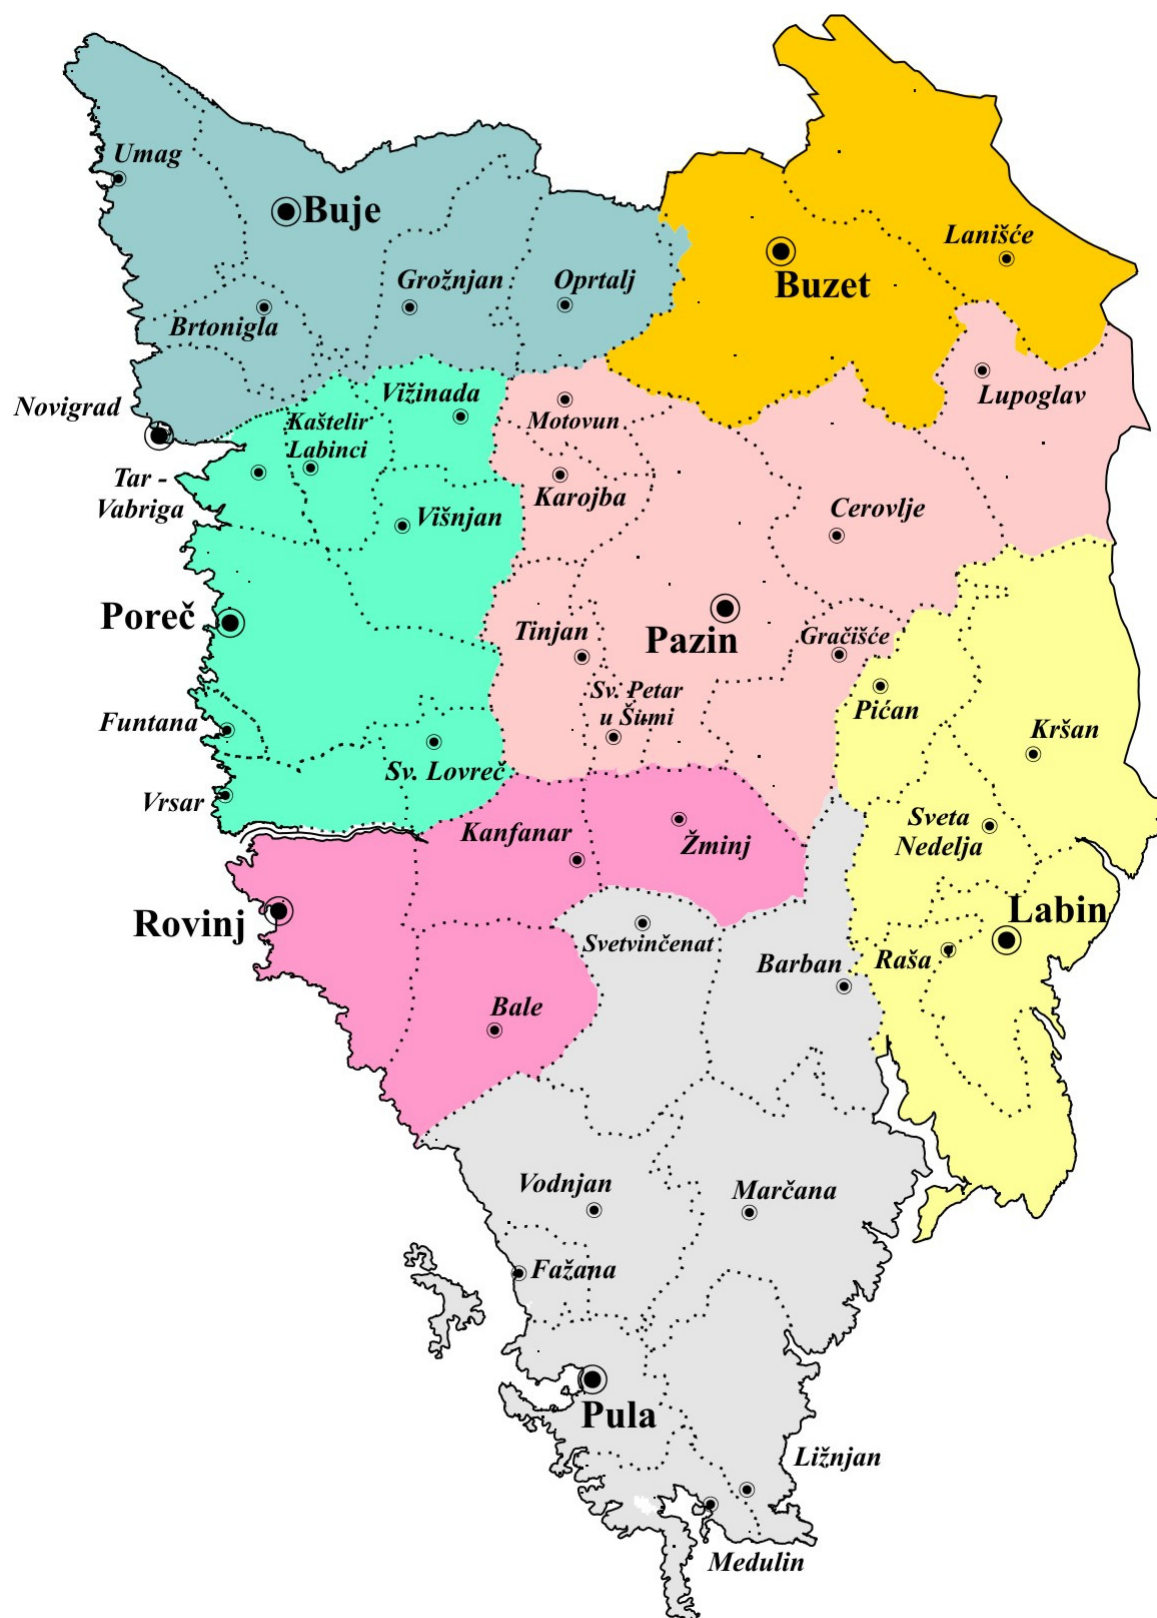 Umag
Buje
Lanišće
Buzet
Grožnjan
Oprtalj
Brtonigla
Lupoglav
Novigrad
Vižinada
Kaštelir
Labinci
Motovun
Tar -
Vabriga
Karojba
Višnjan
Cerovlje
Poreč
Tinjan
Pazin
Gračišće
Sv. Petar
u Šumi
Pićan
Funtana
Kršan
Sv. Lovreč
Vrsar
Kanfanar
Žminj
Sveta
Nedelja
Rovinj
Labin
Svetvinčenat
Barban
Raša
Bale
Vodnjan
Marčana
Fažana
Pula
Ližnjan
Medulin